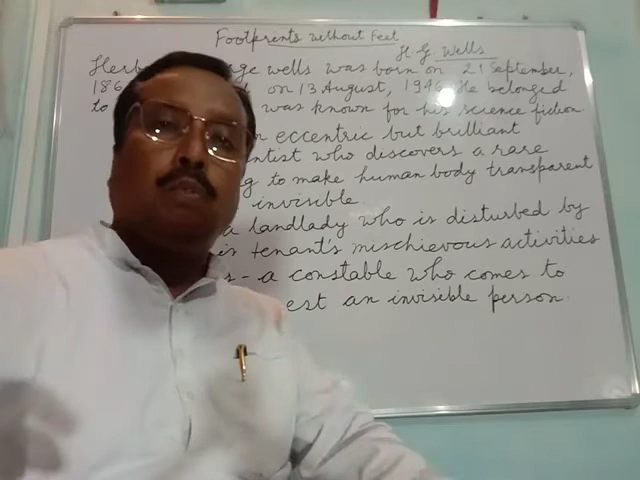 Footprints without Feet
H. G. Wells
Herb ge wells was born on 21 September,
186 on 13 August, 1946. He belonged
to was known for his science fiction.
eccentric but brilliant
ntist who discovers a rare
g to make human body transparent
invisible.
a landlady who is disturbed by
tenant's mischievous activities
s - a constable who comes to
est an invisible person.